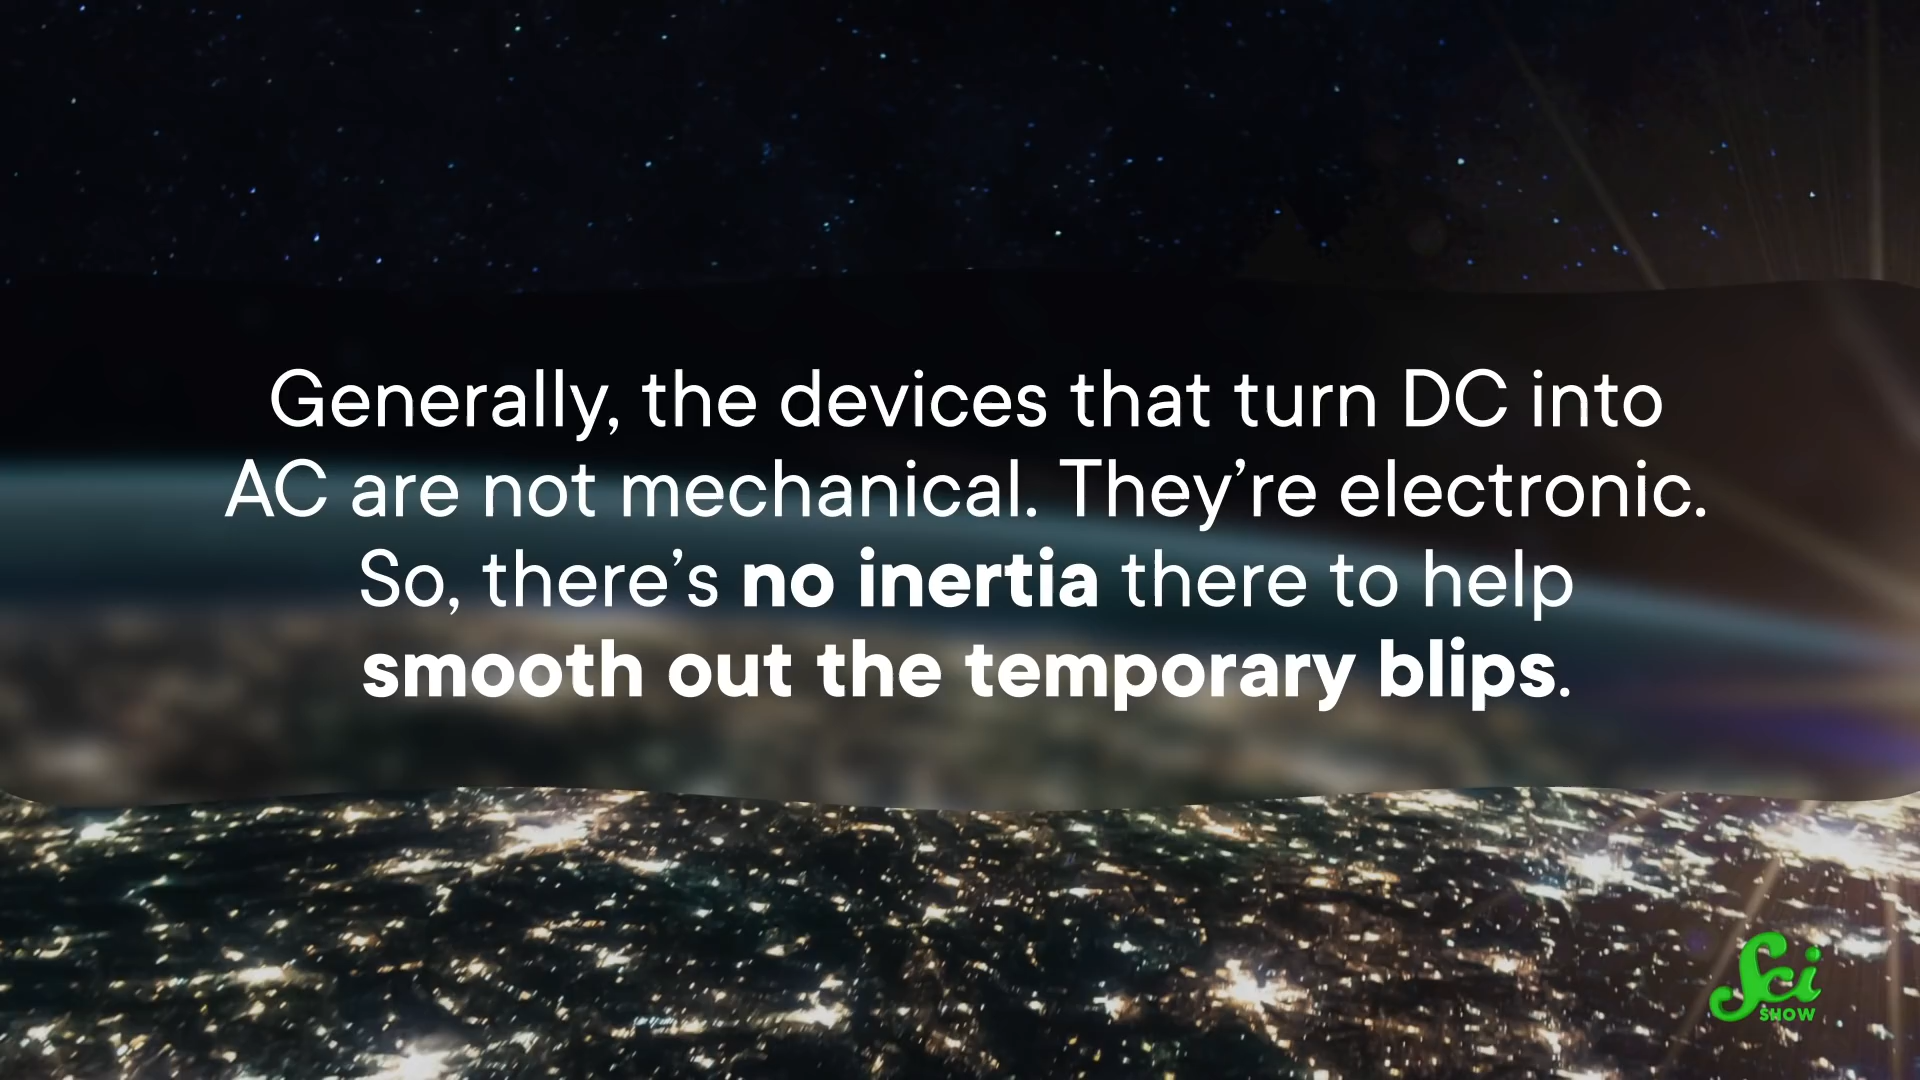 Generally, the devices that turn DC into
AC are not mechanical. They’re electronic.
So, there’s no inertia there to help
smooth out the temporary blips.
Sci
SHOW